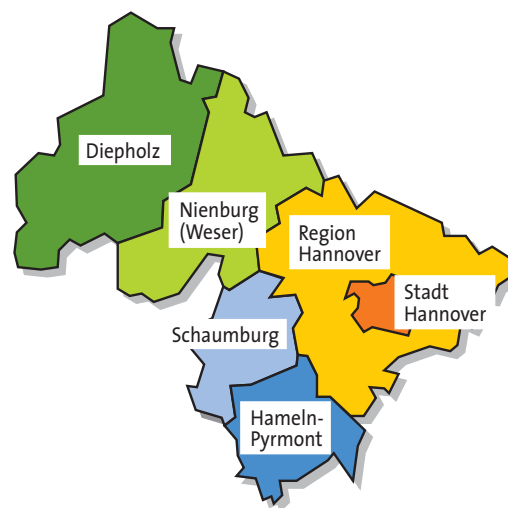 Diepholz
Nienburg
(Weser)
Region
Hannover
Stadt
Hannover
Schaumburg
Hameln-
Pyrmont